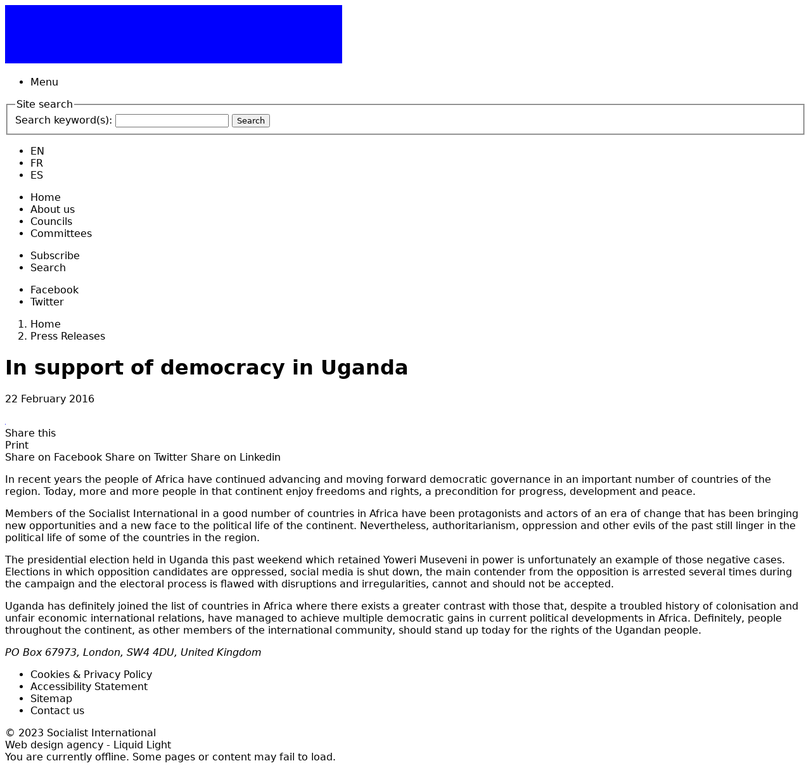 Menu
Site search
Search keyword(s): Search
EN
FR
ES
Home
About us
Councils
Committees
Subscribe
Search
Facebook
Twitter
1. Home
2. Press Releases
In support of democracy in Uganda
22 February 2016
Share this
Print
Share on Facebook Share on Twitter Share on Linkedin
In recent years the people of Africa have continued advancing and moving forward democratic governance in an important number of countries of the
region. Today, more and more people in that continent enjoy freedoms and rights, a precondition for progress, development and peace.
Members of the Socialist International in a good number of countries in Africa have been protagonists and actors of an era of change that has been bringing
new opportunities and a new face to the political life of the continent. Nevertheless, authoritarianism, oppression and other evils of the past still linger in the
political life of some of the countries in the region.
The presidential election held in Uganda this past weekend which retained Yoweri Museveni in power is unfortunately an example of those negative cases.
Elections in which opposition candidates are oppressed, social media is shut down, the main contender from the opposition is arrested several times during
the campaign and the electoral process is flawed with disruptions and irregularities, cannot and should not be accepted.
Uganda has definitely joined the list of countries in Africa where there exists a greater contrast with those that, despite a troubled history of colonisation and
unfair economic international relations, have managed to achieve multiple democratic gains in current political developments in Africa. Definitely, people
throughout the continent, as other members of the international community, should stand up today for the rights of the Ugandan people.
PO Box 67973, London, SW4 4DU, United Kingdom
Cookies & Privacy Policy
Accessibility Statement
Sitemap
Contact us
© 2023 Socialist International
Web design agency - Liquid Light
You are currently offline. Some pages or content may fail to load.